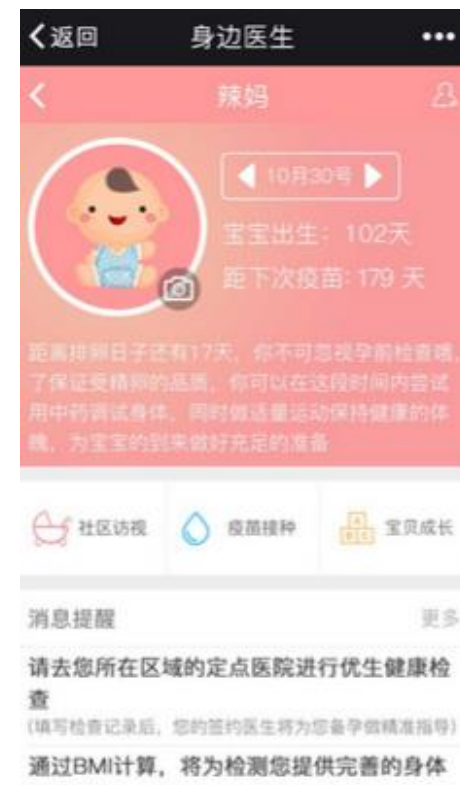 返回 身边医生
辣妈
10月30号
宝宝出生：102天
距下次疫苗：179 天
距离排卵日子还有17天，你不可忽视孕前检查哦，
了保证受精卵的品质，你可以在这段时间内尝试
用中药调试身体，同时做适量运动保持健康的体
魄，为宝宝的到来做好充足的准备
社区访视 疫苗接种 宝贝成长
消息提醒 更多
请去您所在区域的定点医院进行优生健康检
查
(填写检查记录后，您的签约医生将为您备孕做精准指导)
通过BMI计算，将为检测您提供完善的身体